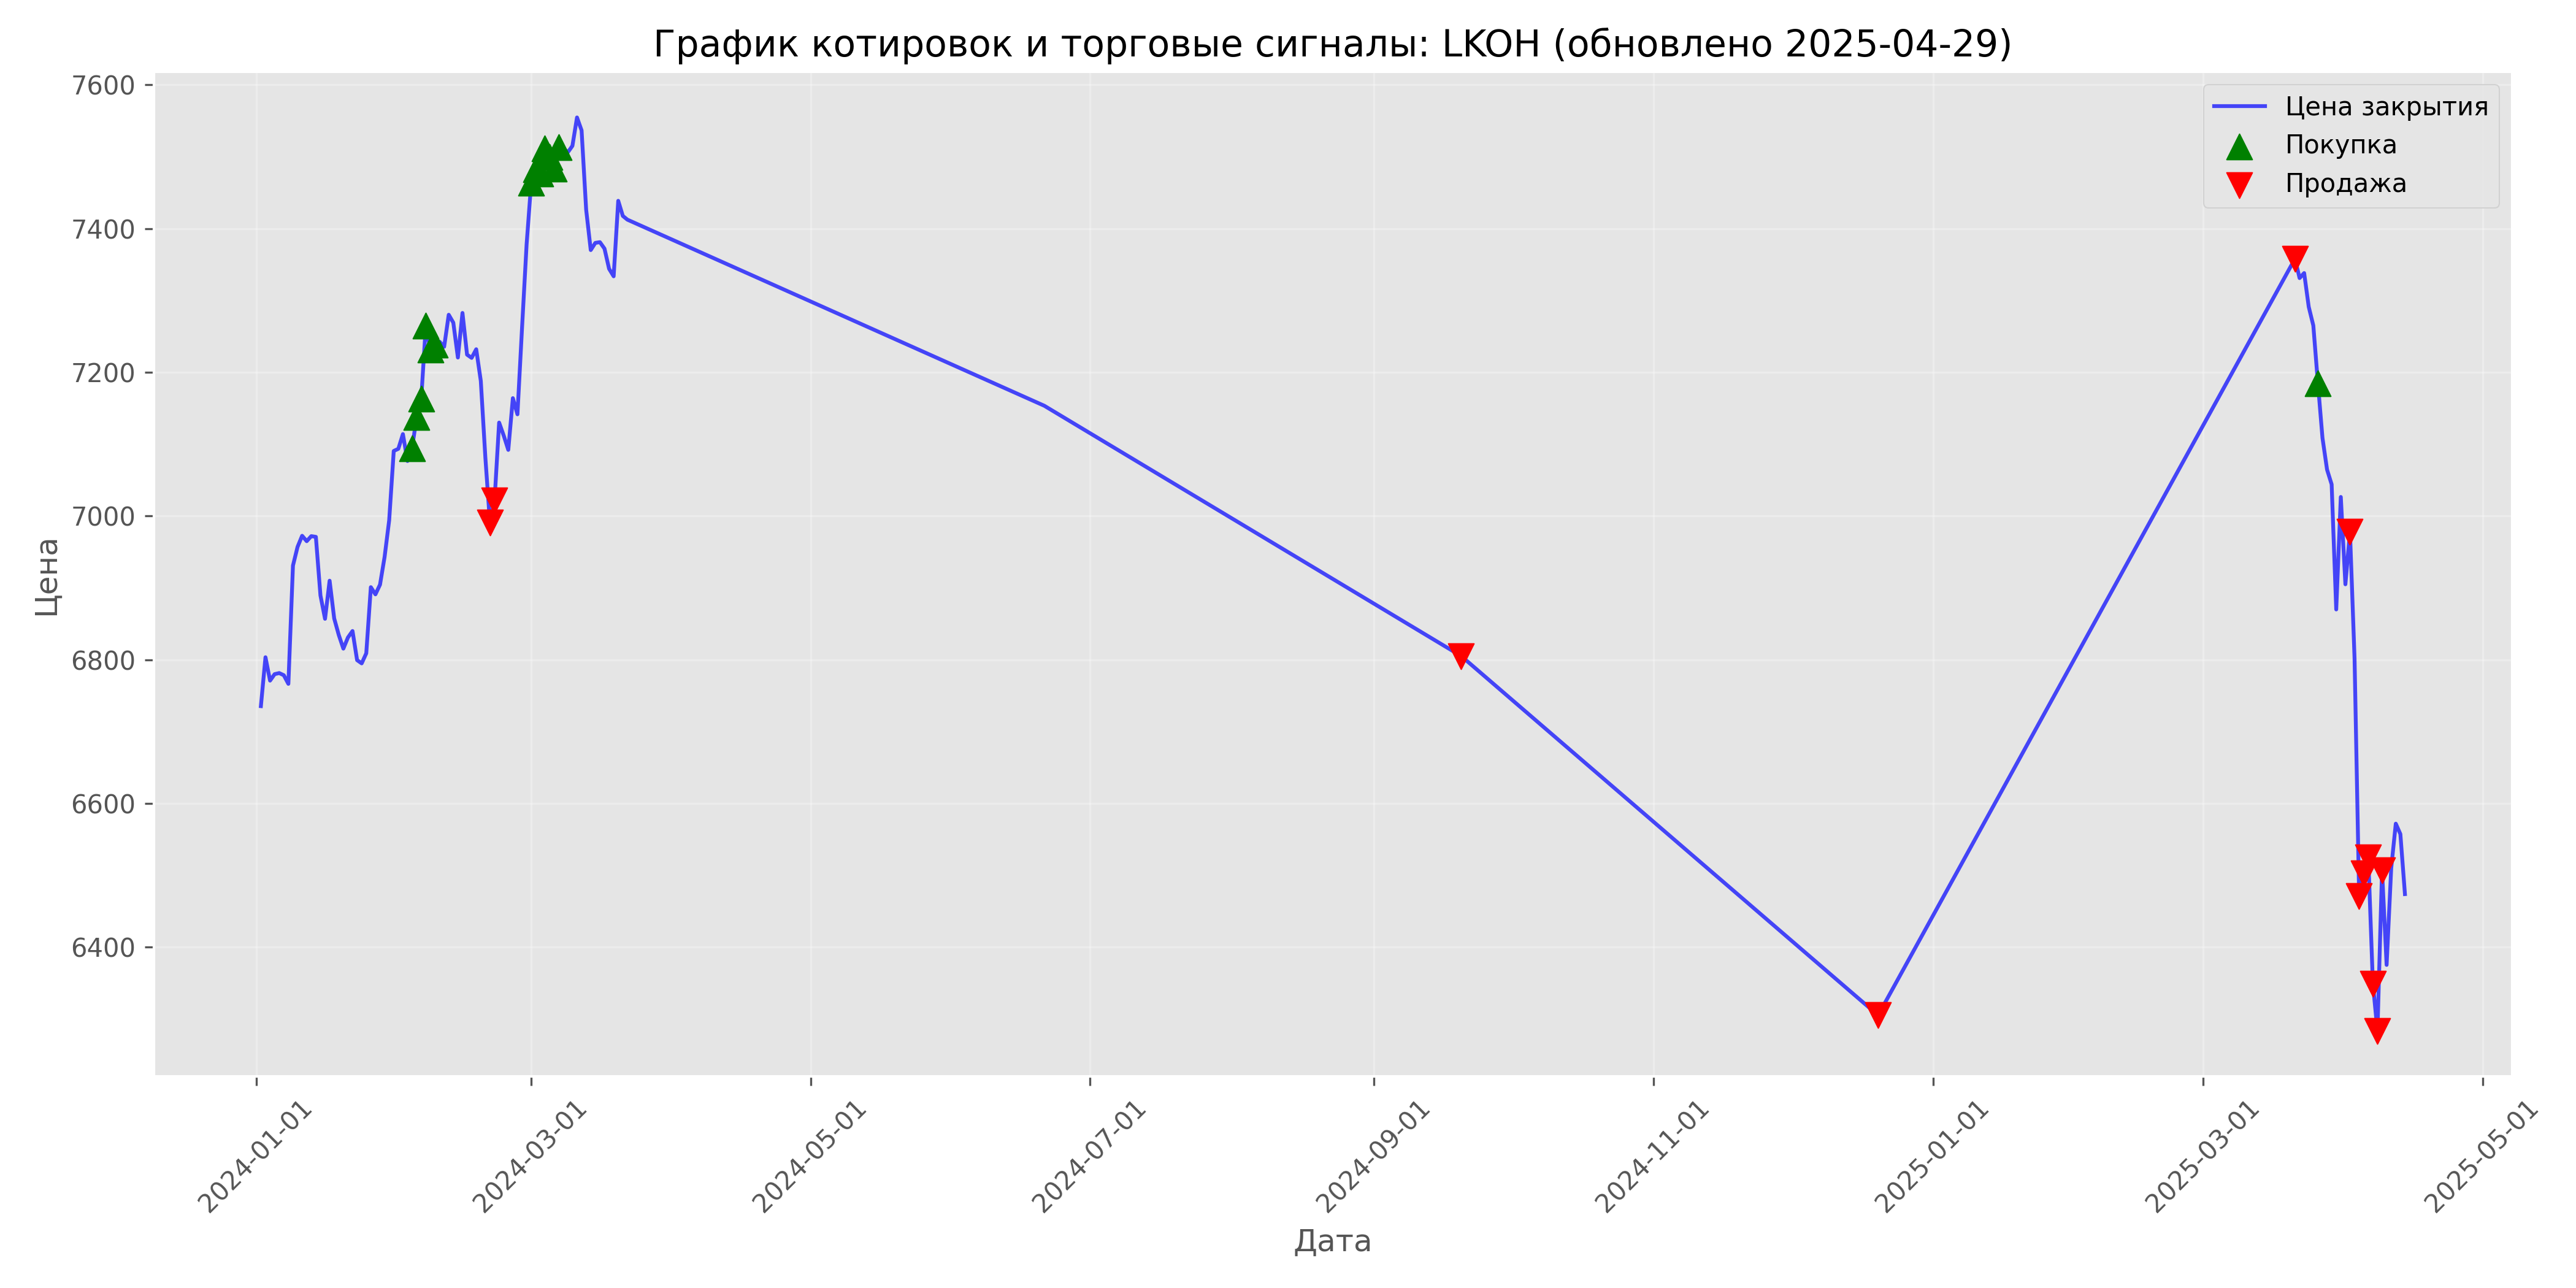 График котировок и торговые сигналы: LKOH (обновлено 2025-04-29)
Цена закрытия
Покупка
Продажа
7600
7400
7200
7000
6800
6600
6400
Цена
2024-01-01
2024-03-01
2024-05-01
2024-07-01
2024-09-01
2024-11-01
2025-01-01
2025-03-01
2025-05-01
Дата